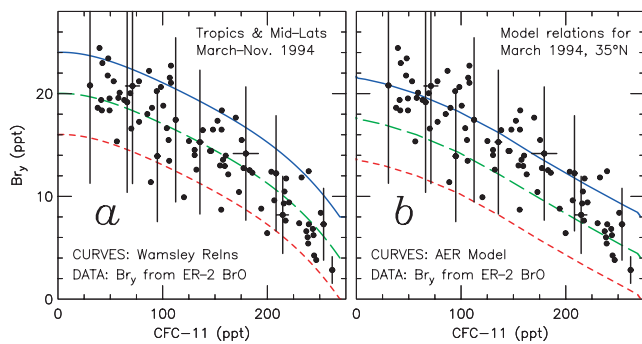 Tropics & Mid-Lats
March-Nov. 1994
Model relations for
March 1994, 35°N
20
10
0
Br_y (ppt)
a
b
CURVES: Wamsley Relns
DATA: Br_y from ER-2 BrO
CURVES: AER Model
DATA: Br_y from ER-2 BrO
0 100 200
0 100 200
CFC-11 (ppt)
CFC-11 (ppt)